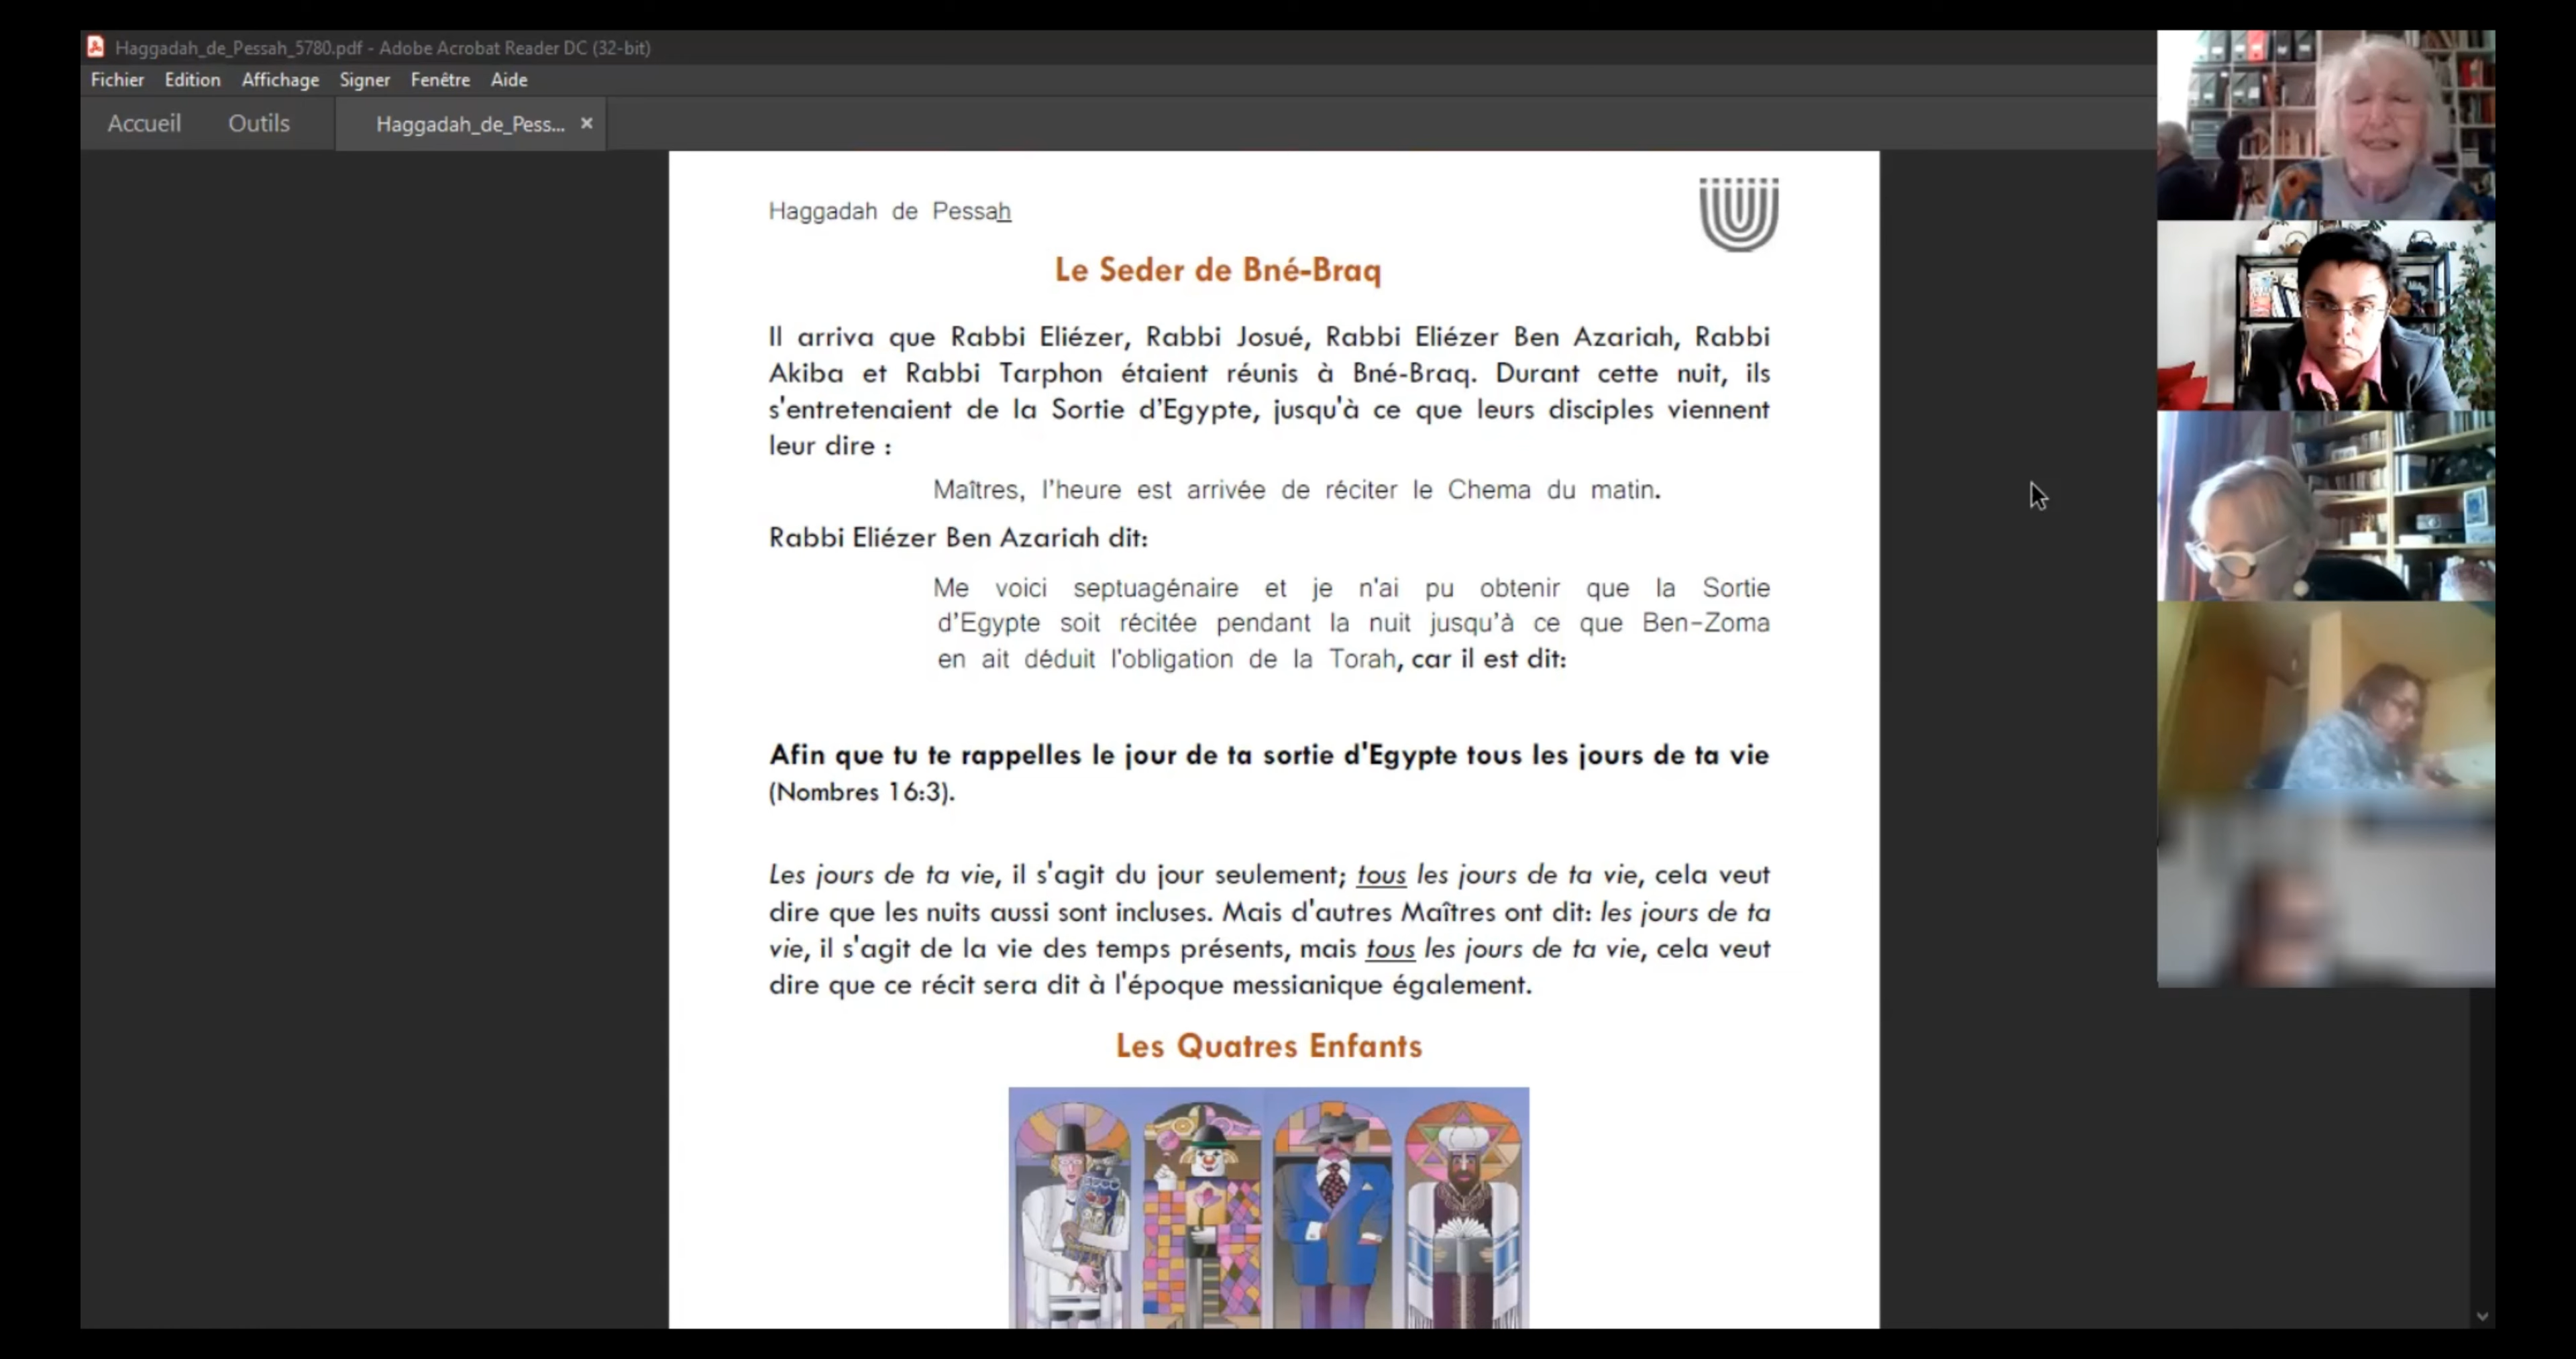 Haggadah_de_Pessah_5780.pdf - Adobe Acrobat Reader DC (32-bit)
Fichier Edition Affichage Signer Fenêtre Aide
Accueil Outils Haggadah_de_Pess... ×
Haggadah de Pessah
Le Seder de Bné-Braq
Il arriva que Rabbi Eliézer, Rabbi Josué, Rabbi Eliézer Ben Azariah, Rabbi
Akiba et Rabbi Tarphon étaient réunis à Bné-Braq. Durant cette nuit, ils
s'entretenaient de la Sortie d'Egypte, jusqu'à ce que leurs disciples viennent
leur dire :
Maîtres, l'heure est arrivée de réciter le Chema du matin.
Rabbi Eliézer Ben Azariah dit:
Me voici septuagénaire et je n'ai pu obtenir que la Sortie
d'Egypte soit récitée pendant la nuit jusqu'à ce que Ben-Zoma
en ait déduit l'obligation de la Torah, car il est dit:
Afin que tu te rappelles le jour de ta sortie d'Egypte tous les jours de ta vie
(Nombres 16:3).
Les jours de ta vie, il s'agit du jour seulement; tous les jours de ta vie, cela veut
dire que les nuits aussi sont incluses. Mais d'autres Maîtres ont dit: les jours de ta
vie, il s'agit de la vie des temps présents, mais tous les jours de ta vie, cela veut
dire que ce récit sera dit à l'époque messianique également.
Les Quatres Enfants